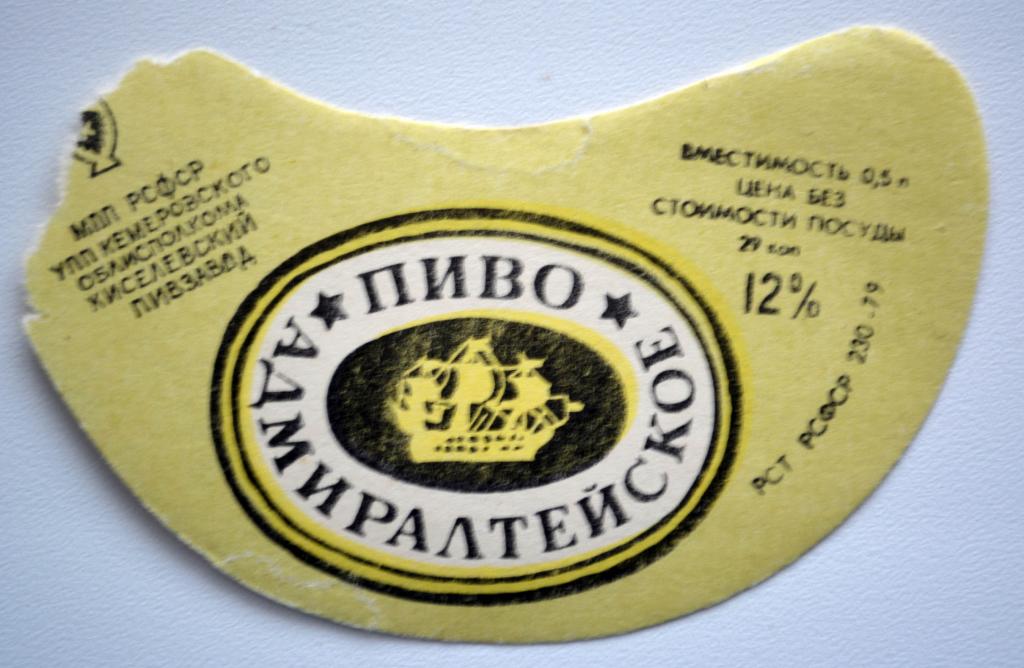 МПП РСФСР
УПП КЕМЕРОВСКОГО
ОБЛИСПОЛКОМА
КИСЕЛЕВСКИЙ
ПИВЗАВОД
ПИВО
АДМИРАЛТЕЙСКОЕ
ВМЕСТИМОСТЬ 0,5 л
ЦЕНА БЕЗ
СТОИМОСТИ ПОСУДЫ
29 коп
12%
РСТ РСФСР 230-79